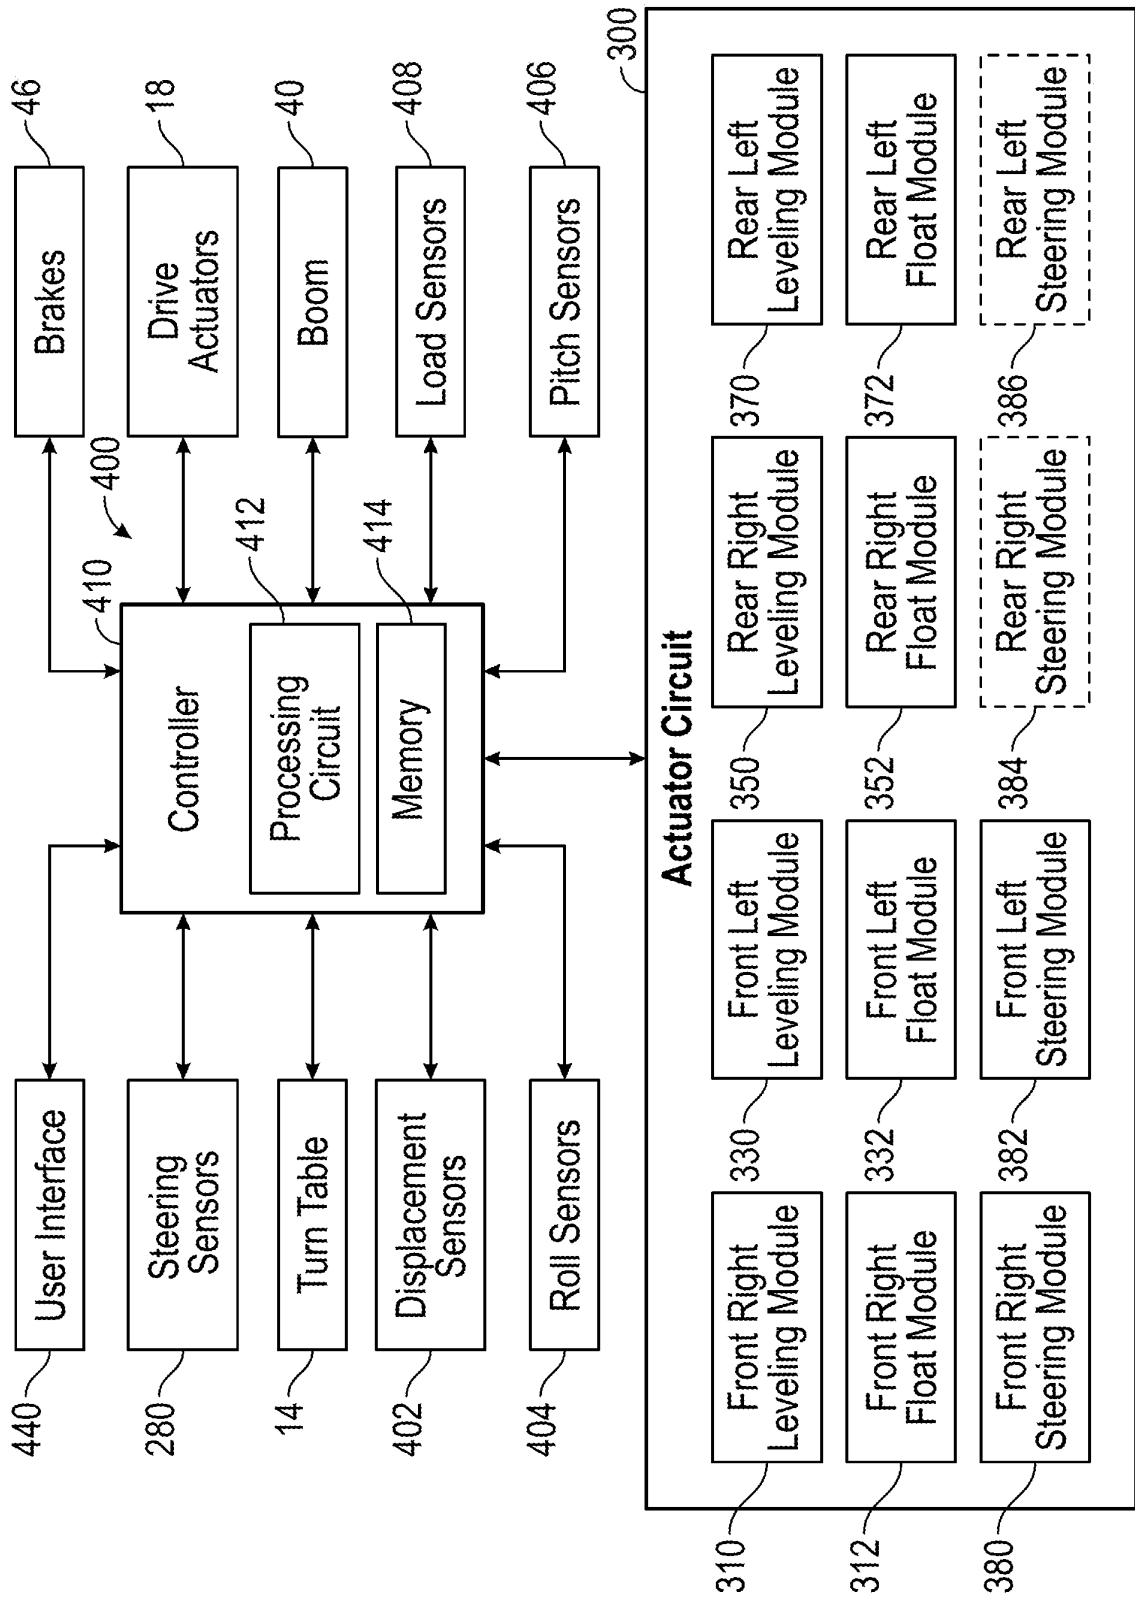 440
User Interface
280
Steering
Sensors
14
Turn Table
402
Displacement
Sensors
404
Roll Sensors
410
Controller
412
Processing
Circuit
414
Memory
400
46
Brakes
18
Drive
Actuators
40
Boom
408
Load Sensors
406
Pitch Sensors
300
Actuator Circuit
310
Front Right
Leveling Module
330
Front Left
Leveling Module
350
Rear Right
Leveling Module
370
Rear Left
Leveling Module
312
Front Right
Float Module
332
Front Left
Float Module
352
Rear Right
Float Module
372
Rear Left
Float Module
380
Front Right
Steering Module
382
Front Left
Steering Module
384
Rear Right
Steering Module
386
Rear Left
Steering Module